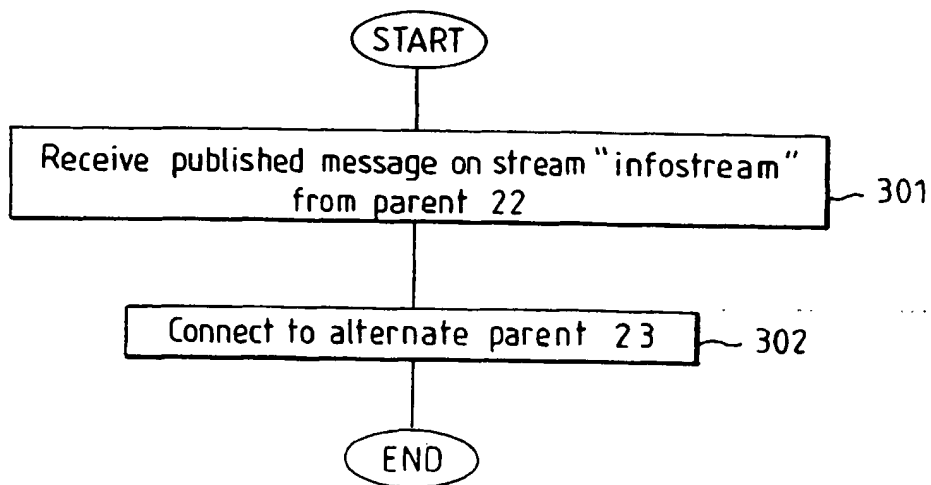 START
Receive published message on stream "infostream"
from parent 22
301
Connect to alternate parent 23
302
END